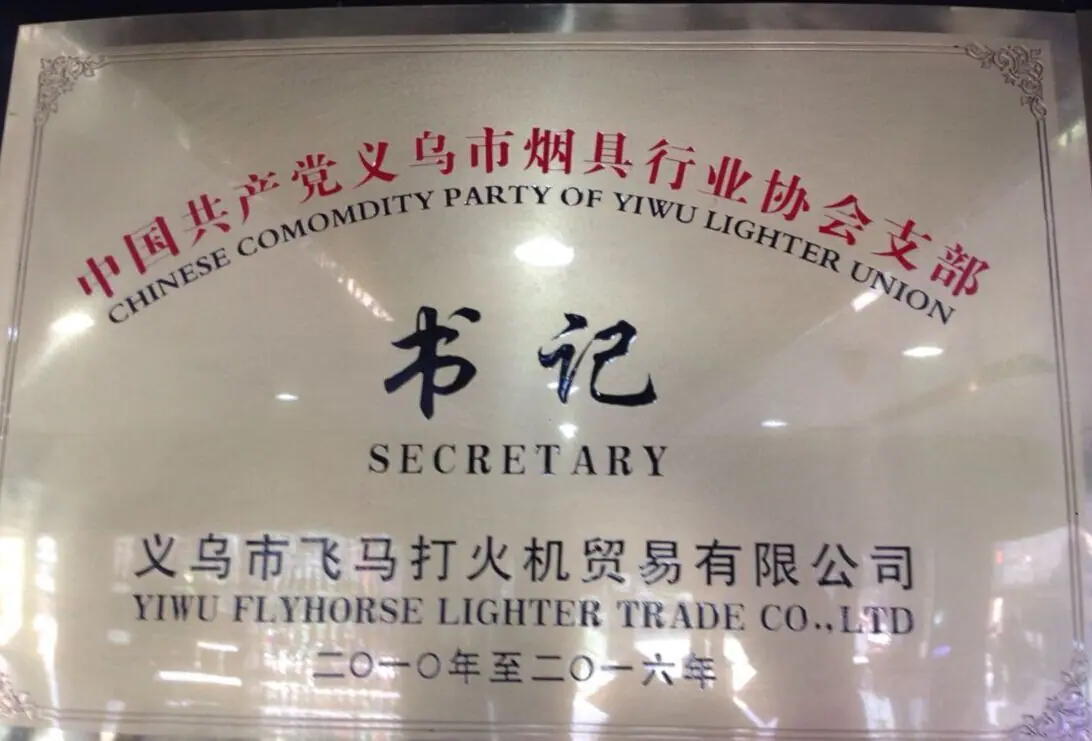 中国共产党义乌市烟具行业协会支部
CHINESE COMOMDITY PARTY OF YIWU LIGHTER UNION
书记
SECRETARY
义乌市飞马打火机贸易有限公司
YIWU FLYHORSE LIGHTER TRADE CO.,LTD
二〇一〇年至二〇一六年